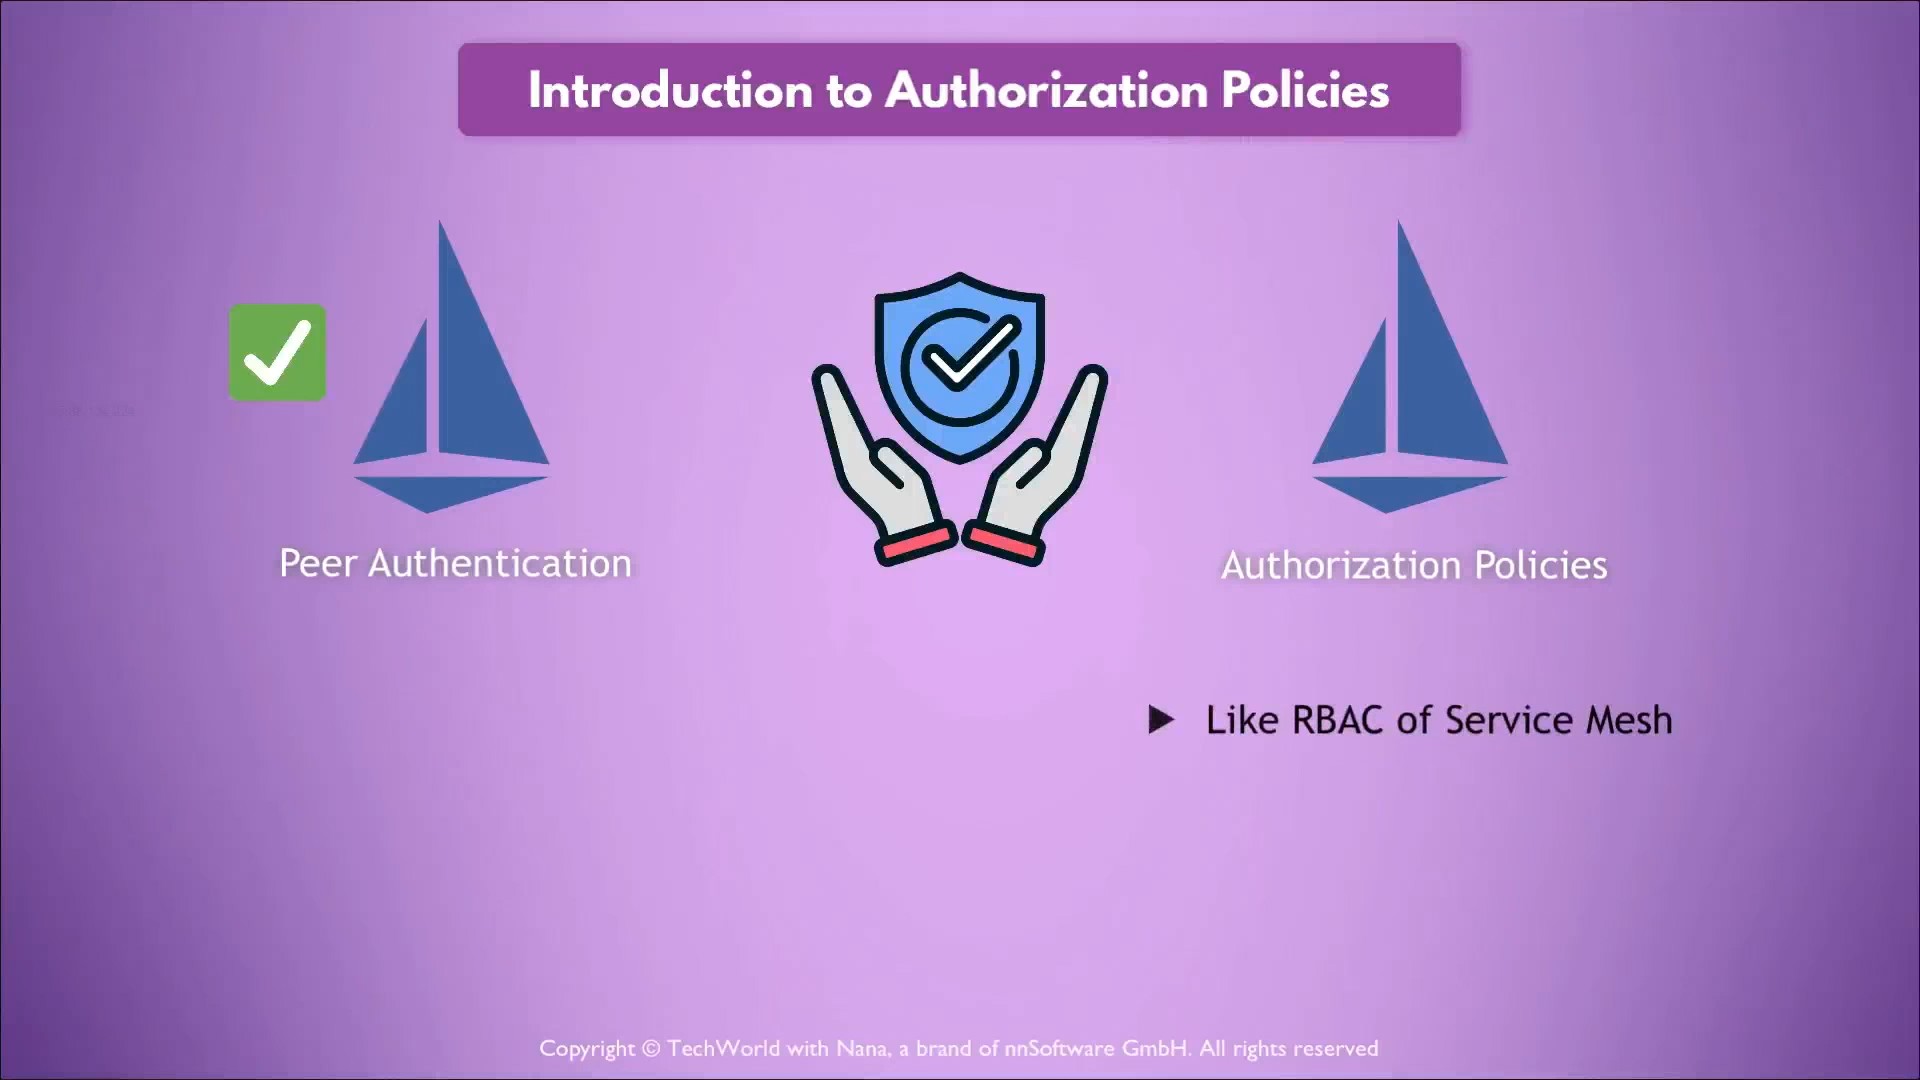 Introduction to Authorization Policies
Peer Authentication
Authorization Policies
Like RBAC of Service Mesh
Copyright © TechWorld with Nana, a brand of nnSoftware GmbH. All rights reserved